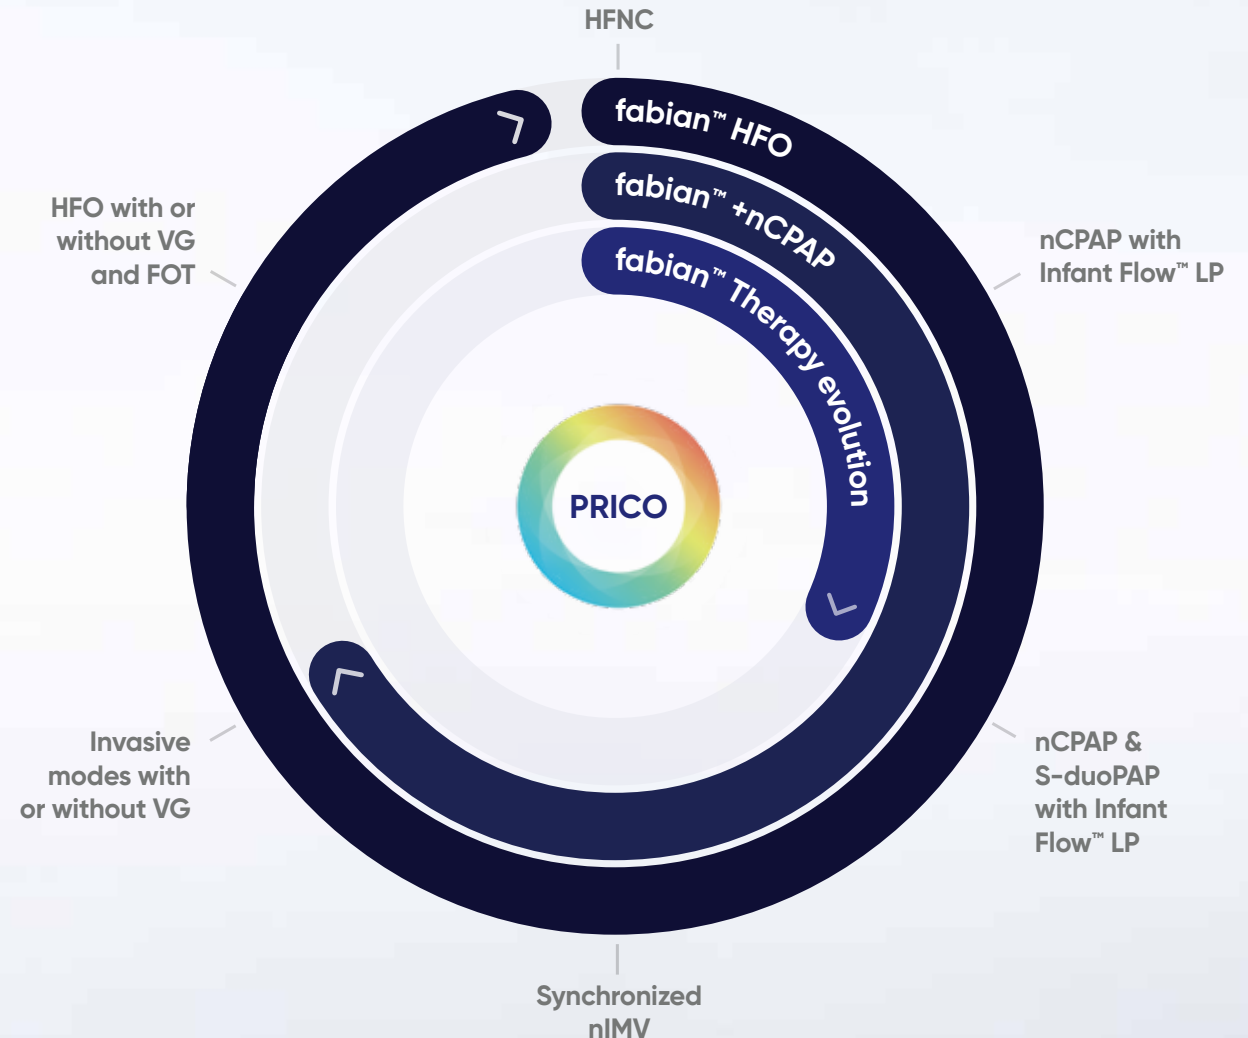 HFNC
fabian™ HFO
fabian™ +nCPAP
fabian™ Therapy evolution
HFO with or
without VG
and FOT
nCPAP with
Infant Flow™ LP
PRICO
Invasive
modes with
or without VG
nCPAP &
S-duoPAP
with Infant
Flow™ LP
Synchronized
nIMV